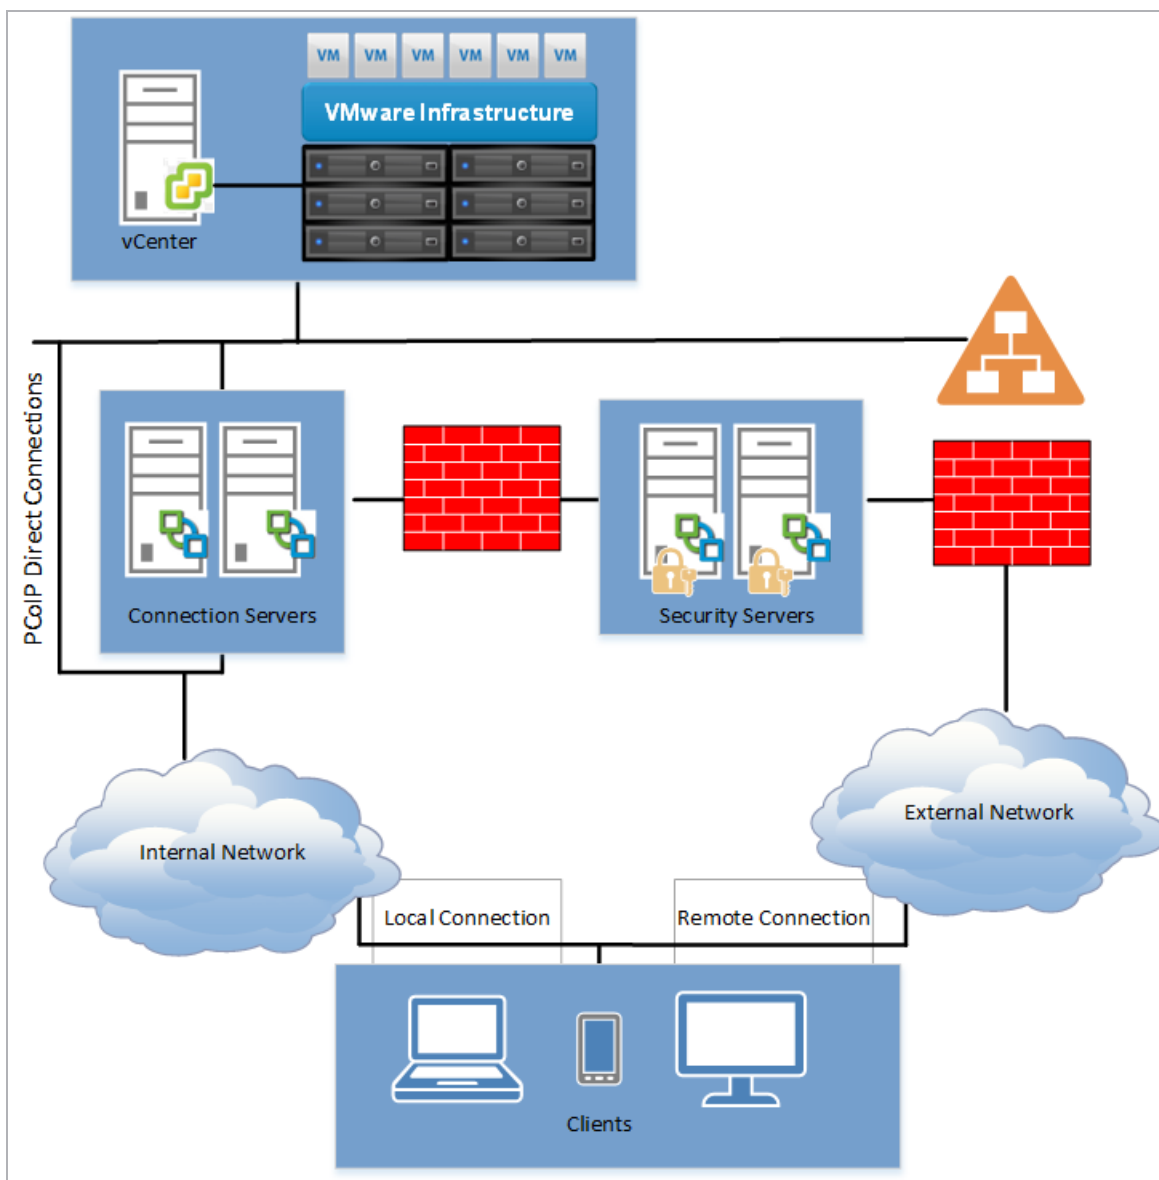 VM VM VM VM VM VM
VMware Infrastructure
vCenter
PCoIP Direct Connections
Connection Servers
Security Servers
Internal Network
External Network
Local Connection
Remote Connection
Clients